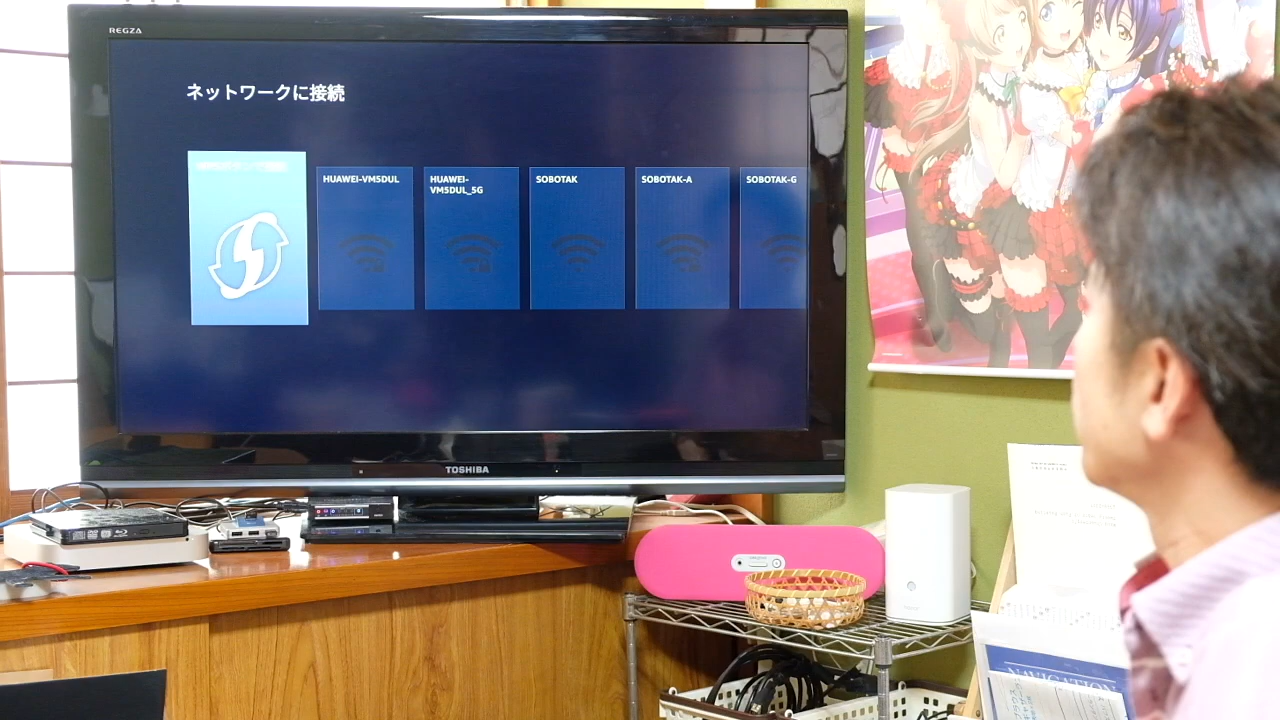 REGZA
ネットワークに接続
HUAWEI-VM5DUL
HUAWEI-
VM5DUL_5G
SOBOTAK
SOBOTAK-A
SOBOTAK-G
TOSHIBA
NAVIGATION